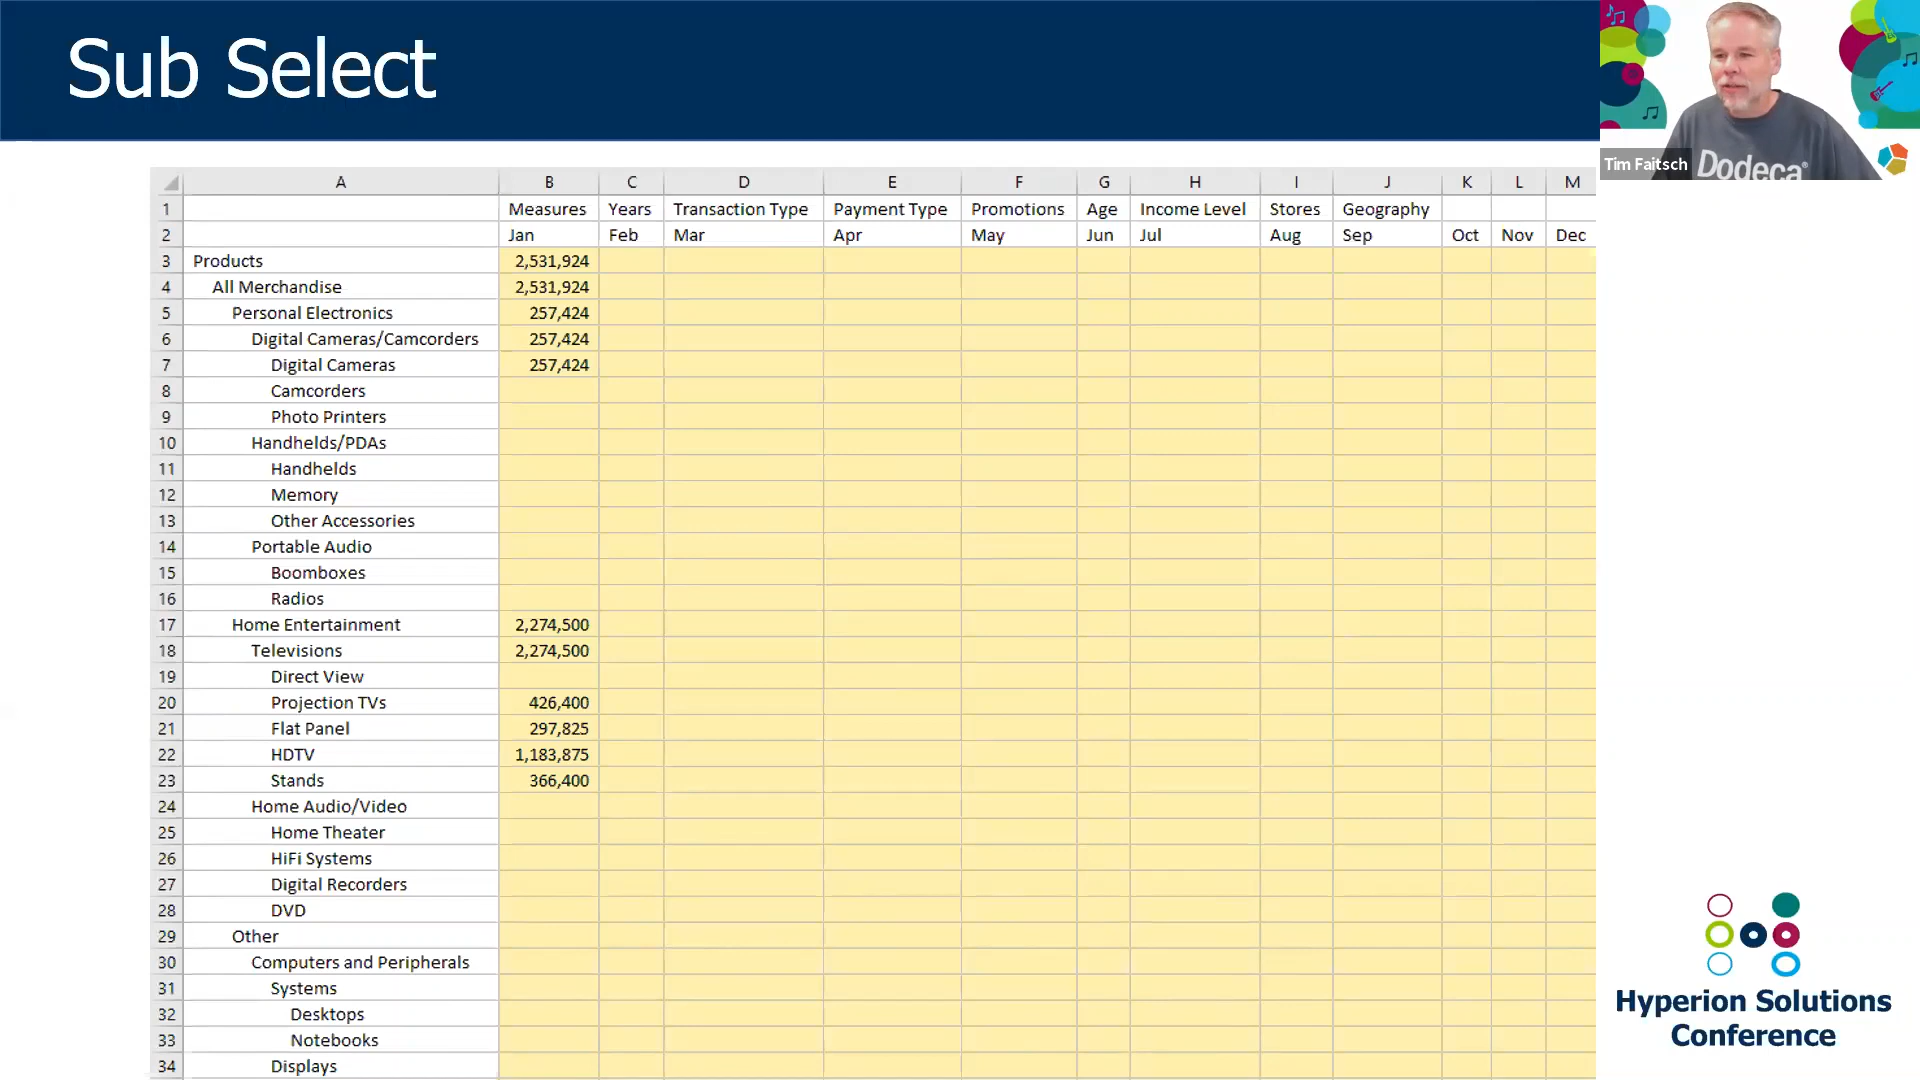 Sub Select
Tim Faitsch
Dodeca®
A B C D E F G H I J K L M
1 Measures Years Transaction Type Payment Type Promotions Age Income Level Stores Geography
2 Jan Feb Mar Apr May Jun Jul Aug Sep Oct Nov Dec
3 Products 2,531,924
4 All Merchandise 2,531,924
5 Personal Electronics 257,424
6 Digital Cameras/Camcorders 257,424
7 Digital Cameras 257,424
8 Camcorders
9 Photo Printers
10 Handhelds/PDAs
11 Handhelds
12 Memory
13 Other Accessories
14 Portable Audio
15 Boomboxes
16 Radios
17 Home Entertainment 2,274,500
18 Televisions 2,274,500
19 Direct View
20 Projection TVs 426,400
21 Flat Panel 297,825
22 HDTV 1,183,875
23 Stands 366,400
24 Home Audio/Video
25 Home Theater
26 HiFi Systems
27 Digital Recorders
28 DVD
29 Other
30 Computers and Peripherals
31 Systems
32 Desktops
33 Notebooks
34 Displays
Hyperion Solutions
Conference